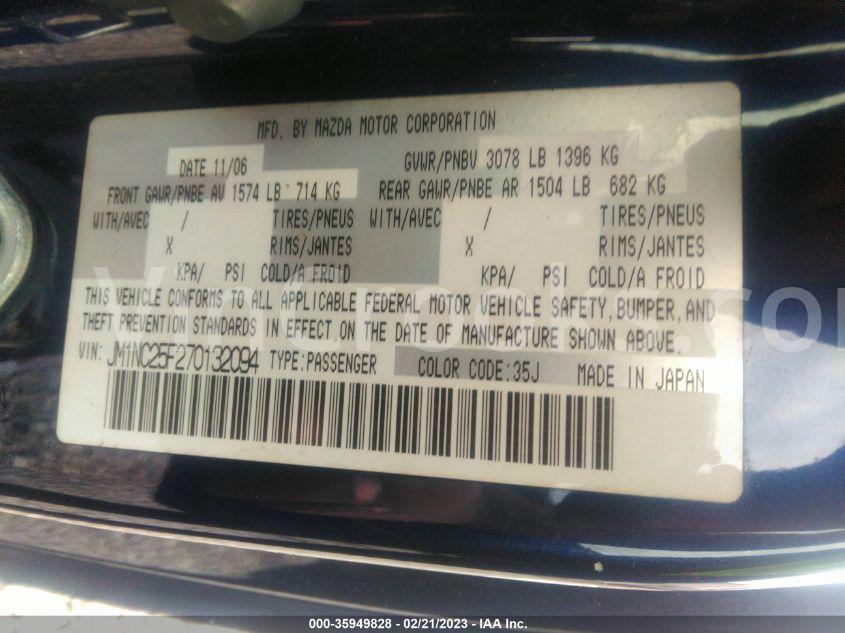 MFD. BY MAZDA MOTOR CORPORATION
DATE 11/06 GVWR/PNBV 3078 LB 1396 KG
FRONT GAWR/PNBE AV 1574 LB 714 KG REAR GAWR/PNBE AR 1504 LB 682 KG
WITH/AVEC / TIRES/PNEUS WITH/AVEC / TIRES/PNEUS
X RIMS/JANTES X RIMS/JANTES
KPA/ PSI COLD/A FROID KPA/ PSI COLD/A FROID
THIS VEHICLE CONFORMS TO ALL APPLICABLE FEDERAL MOTOR VEHICLE SAFETY, BUMPER, AND
THEFT PREVENTION STANDARDS IN EFFECT ON THE DATE OF MANUFACTURE SHOWN ABOVE.
VIN: JM1NC25F270132094 TYPE: PASSENGER COLOR CODE: 35J MADE IN JAPAN
000-35949828 - 02/21/2023 - IAA Inc.